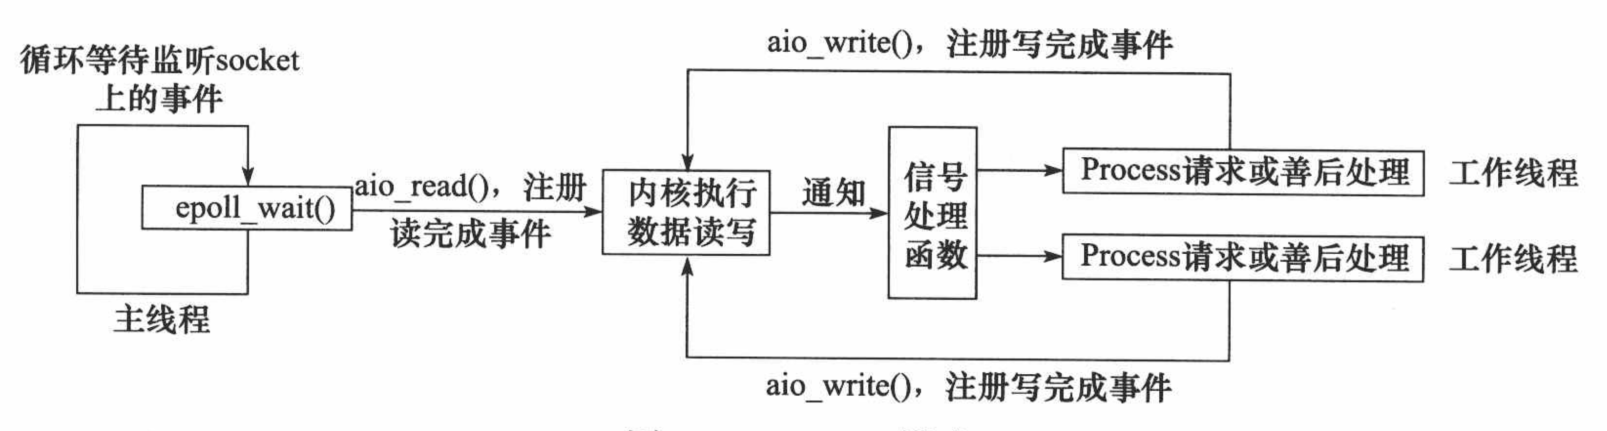 循环等待监听socket
上的事件
epoll_wait()
主线程
aio_read()，注册
读完成事件
aio_write()，注册写完成事件
内核执行
数据读写
通知
信号
处理
函数
Process请求或善后处理
工作线程
Process请求或善后处理
工作线程
aio_write()，注册写完成事件